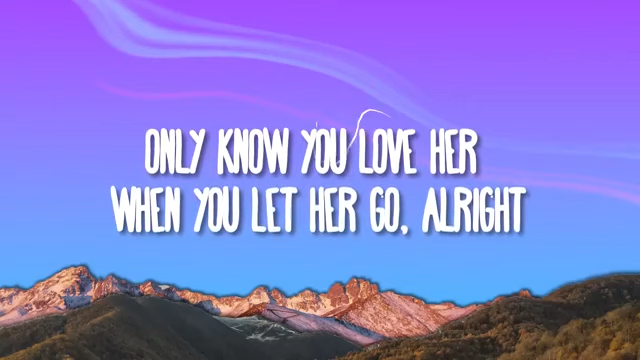 ONLY KNOW YOU LOVE HER
WHEN YOU LET HER GO, ALRIGHT